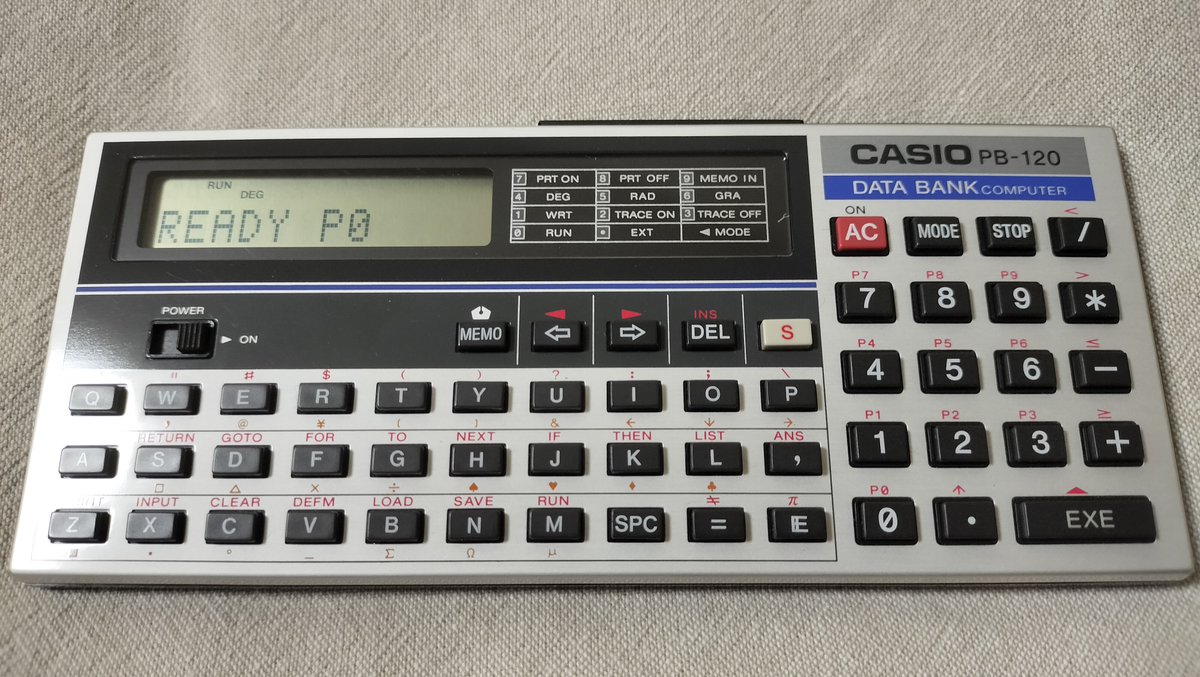 CASIO PB-120
DATA BANK COMPUTER
RUN
DEG
READY P0
7 PRT ON 8 PRT OFF 9 MEMO IN
4 DEG 5 RAD 6 GRA
1 WRT 2 TRACE ON 3 TRACE OFF
0 RUN • EXT ◄ MODE
ON <
AC MODE STOP /
POWER
► ON
INS
MEMO ⇦ ⇨ DEL S
P7 P8 P9 >
7 8 9 *
P4 P5 P6 ≤
4 5 6 −
" # $ ( ) ? : ; \
Q W E R T Y U I O P
, @ ¥ ( ) & ← ↓ →
P1 P2 P3 ≥
1 2 3 +
RETURN GOTO FOR TO NEXT IF THEN LIST ANS
A S D F G H J K L ,
□ △ × ÷ ♠ ♥ ♦ ♣
P0 ↑
0 • EXE
INPUT CLEAR DEFM LOAD SAVE RUN ≠ π
Z X C V B N M SPC = E
° _ Σ Ω μ